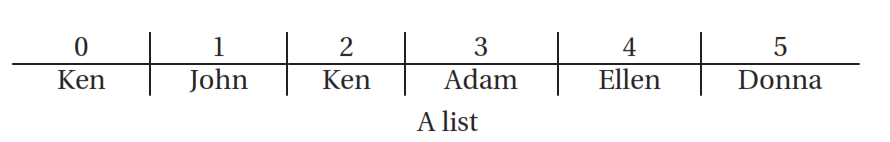 0 1 2 3 4 5
Ken John Ken Adam Ellen Donna
A list